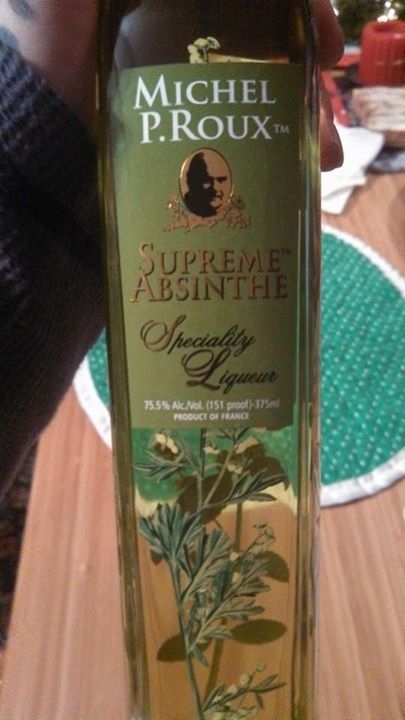 MICHEL
P. ROUX™
SUPREME™
ABSINTHE
Speciality
Liqueur
75.5% Alc./Vol. (151 proof)-375ml
PRODUCT OF FRANCE